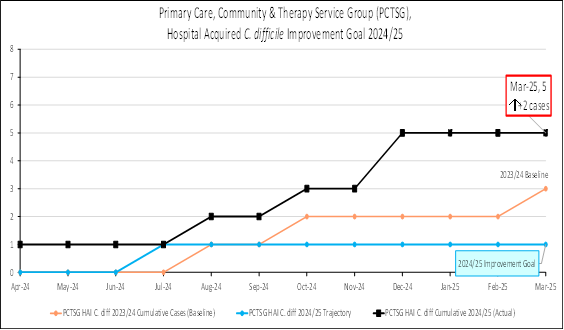 Primary Care, Community & Therapy Service Group (PCTSG),
Hospital Acquired C. difficile Improvement Goal 2024/25
8
7
6
5
4
3
2
1
0
Mar-25, 5
↑2 cases
2023/24 Baseline
2024/25 Improvement Goal
Apr-24 May-24 Jun-24 Jul-24 Aug-24 Sep-24 Oct-24 Nov-24 Dec-24 Jan-25 Feb-25 Mar-25
PCTSG HAI C. diff 2023/24 Cumulative Cases (Baseline) PCTSG HAI C. diff 2024/25 Trajectory PCTSG HAI C. diff Cumulative 2024/25 (Actual)